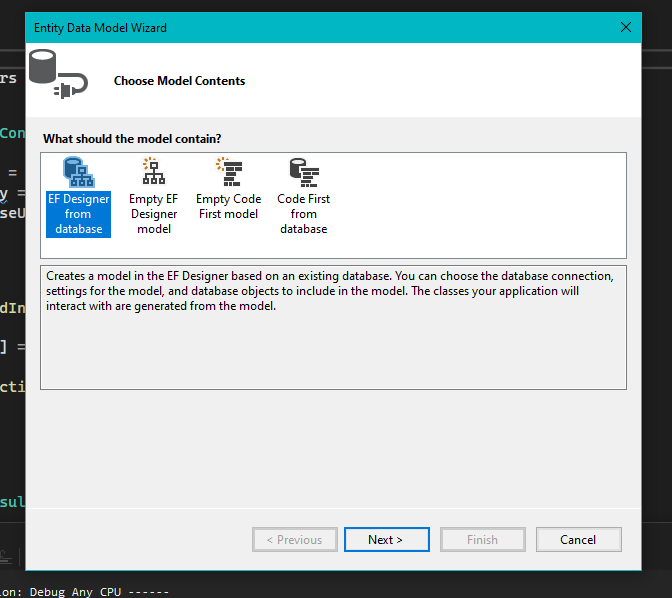 Entity Data Model Wizard
rs
Choose Model Contents
Con
What should the model contain?
=
y =
seU
EF Designer
from
database
Empty EF
Designer
model
Empty Code
First model
Code First
from
database
Creates a model in the EF Designer based on an existing database. You can choose the database connection,
settings for the model, and database objects to include in the model. The classes your application will
interact with are generated from the model.
dIn
] =
cti
sul
< Previous
Next >
Finish
Cancel
on: Debug Any CPU ------